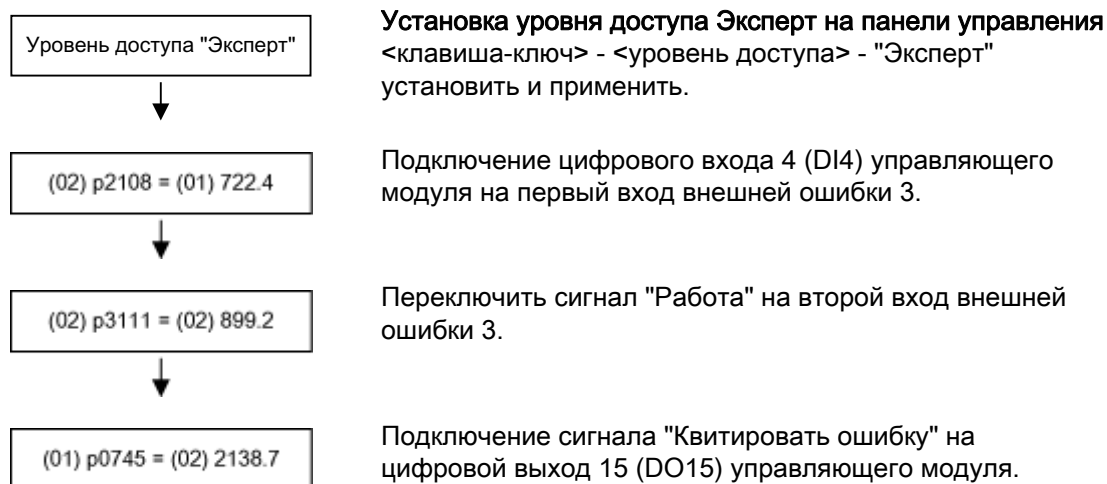 Уровень доступа "Эксперт"
Установка уровня доступа Эксперт на панели управления
<клавиша-ключ> - <уровень доступа> - "Эксперт"
установить и применить.
(02) p2108 = (01) 722.4
Подключение цифрового входа 4 (DI4) управляющего
модуля на первый вход внешней ошибки 3.
(02) p3111 = (02) 899.2
Переключить сигнал "Работа" на второй вход внешней
ошибки 3.
(01) p0745 = (02) 2138.7
Подключение сигнала "Квитировать ошибку" на
цифровой выход 15 (DO15) управляющего модуля.